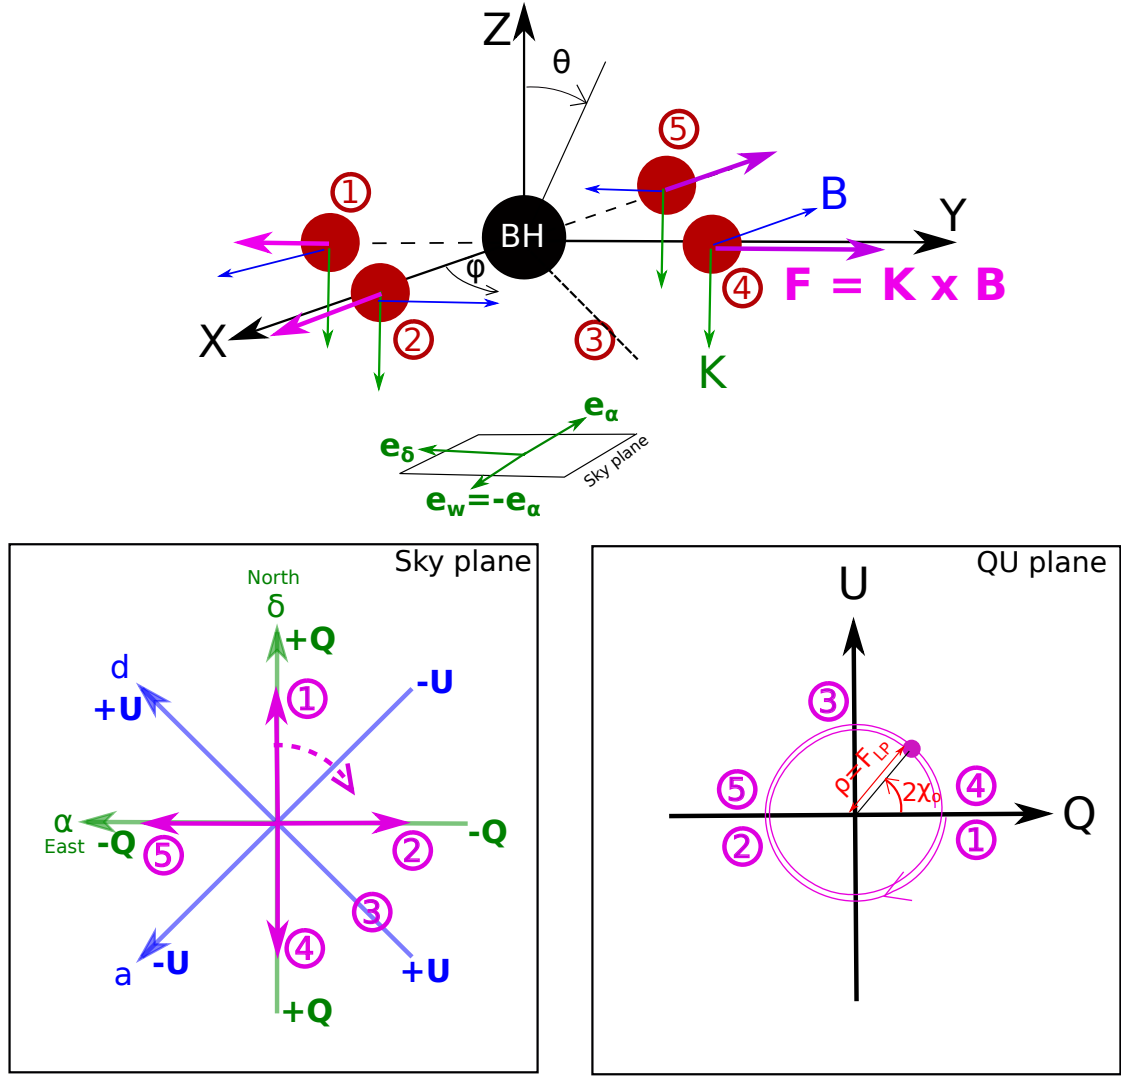 Z
θ
⑤
①
B
Y
BH
φ
④
F = K x B
X
②
③
K
eα
eδ
Sky plane
ew=-eα
Sky plane
North
δ
+Q
d
+U
-U
①
α
East
-Q
⑤
②
-Q
③
④
a
-U
+U
+Q
QU plane
U
③
ρ=FLP
⑤
2χo
④
Q
②
①